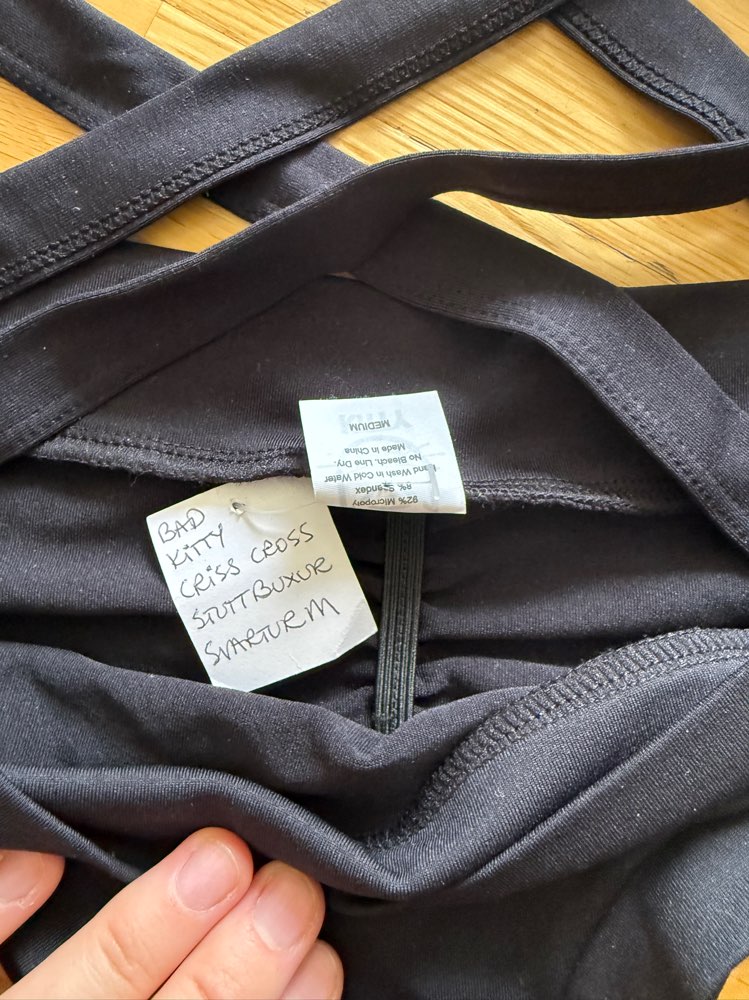 BAD
KITTY
CRISS CROSS
STUTTBUXUR
SVARTUR M
MEDIUM
Made in China
No Bleach. Line Dry.
Hand Wash in Cold Water
8% Scandex
92% Micropoly